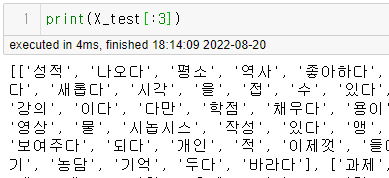 1 print(X_test[:3])
executed in 4ms, finished 18:14:09 2022-08-20
[['성적', '나오다', '평소', '역사', '좋아하다',
다', '새롭다', '시각', '을', '접', '수', '있다'
'강의', '이다', '다만', '학점', '채우다', '용이
'영상', '물', '시놉시스', '작성', '있다', '앱',
'보여주다', '되다', '개인', '적', '이제껏', '들
기', '농담', '기억', '두다', '바라다'], ['과제',